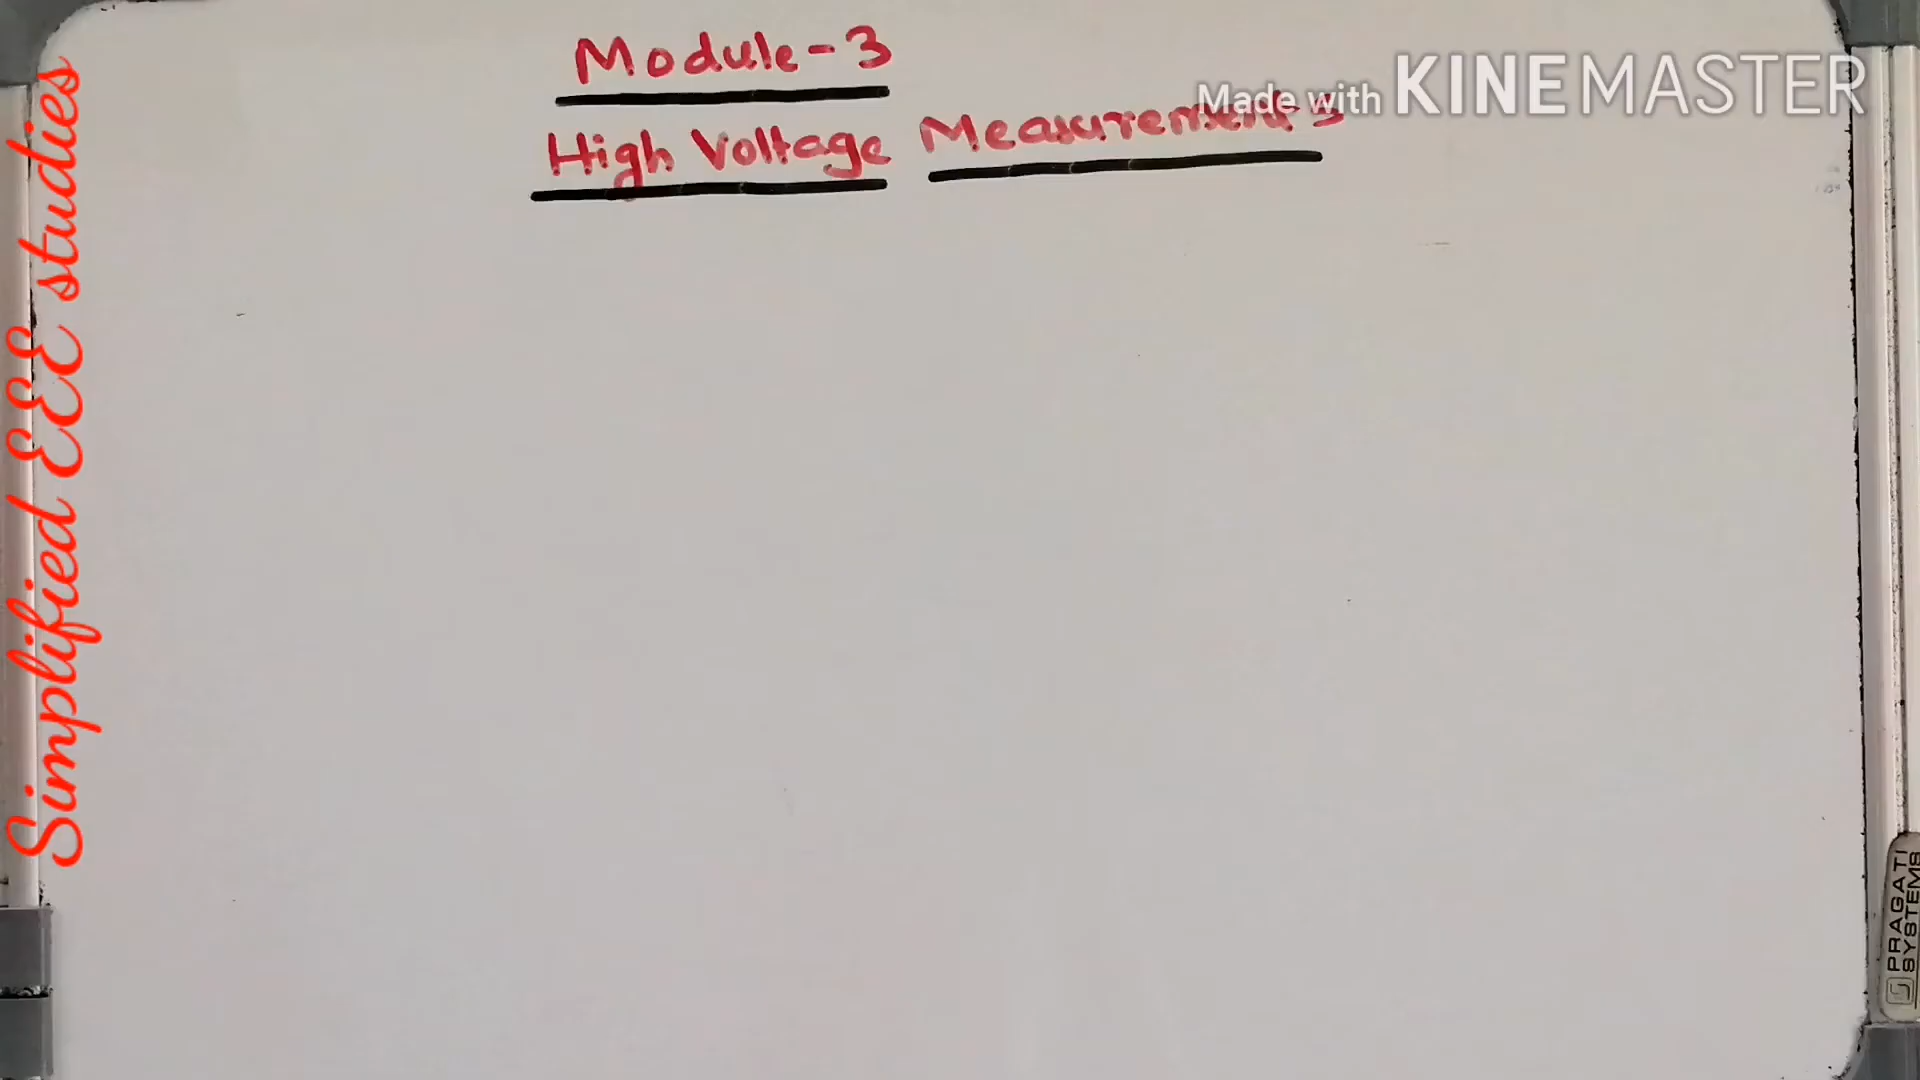 Module-3
Made with KINEMASTER
High Voltage Measurements
Simplified EEE studies
PRAGATI
SYSTEMS